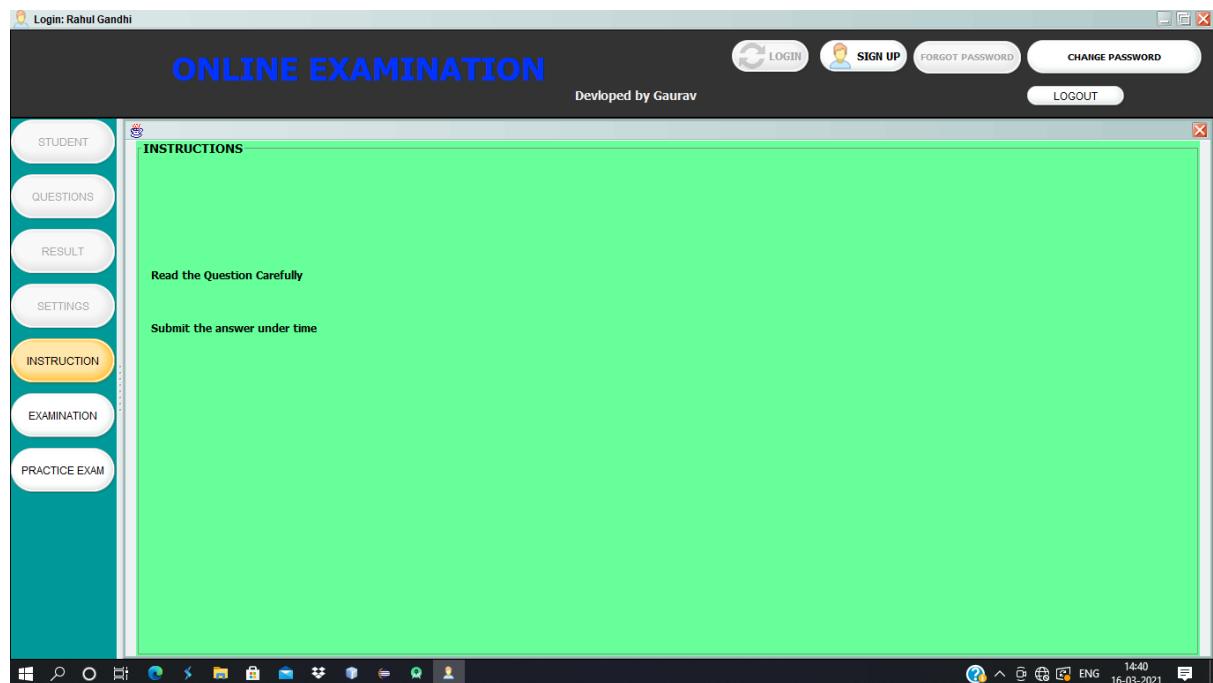 Login: Rahul Gandhi
ONLINE EXAMINATION
LOGIN
SIGN UP
FORGOT PASSWORD
CHANGE PASSWORD
Devloped by Gaurav
LOGOUT
STUDENT
QUESTIONS
RESULT
SETTINGS
INSTRUCTION
EXAMINATION
PRACTICE EXAM
INSTRUCTIONS
Read the Question Carefully
Submit the answer under time
ENG
14:40
16-03-2021